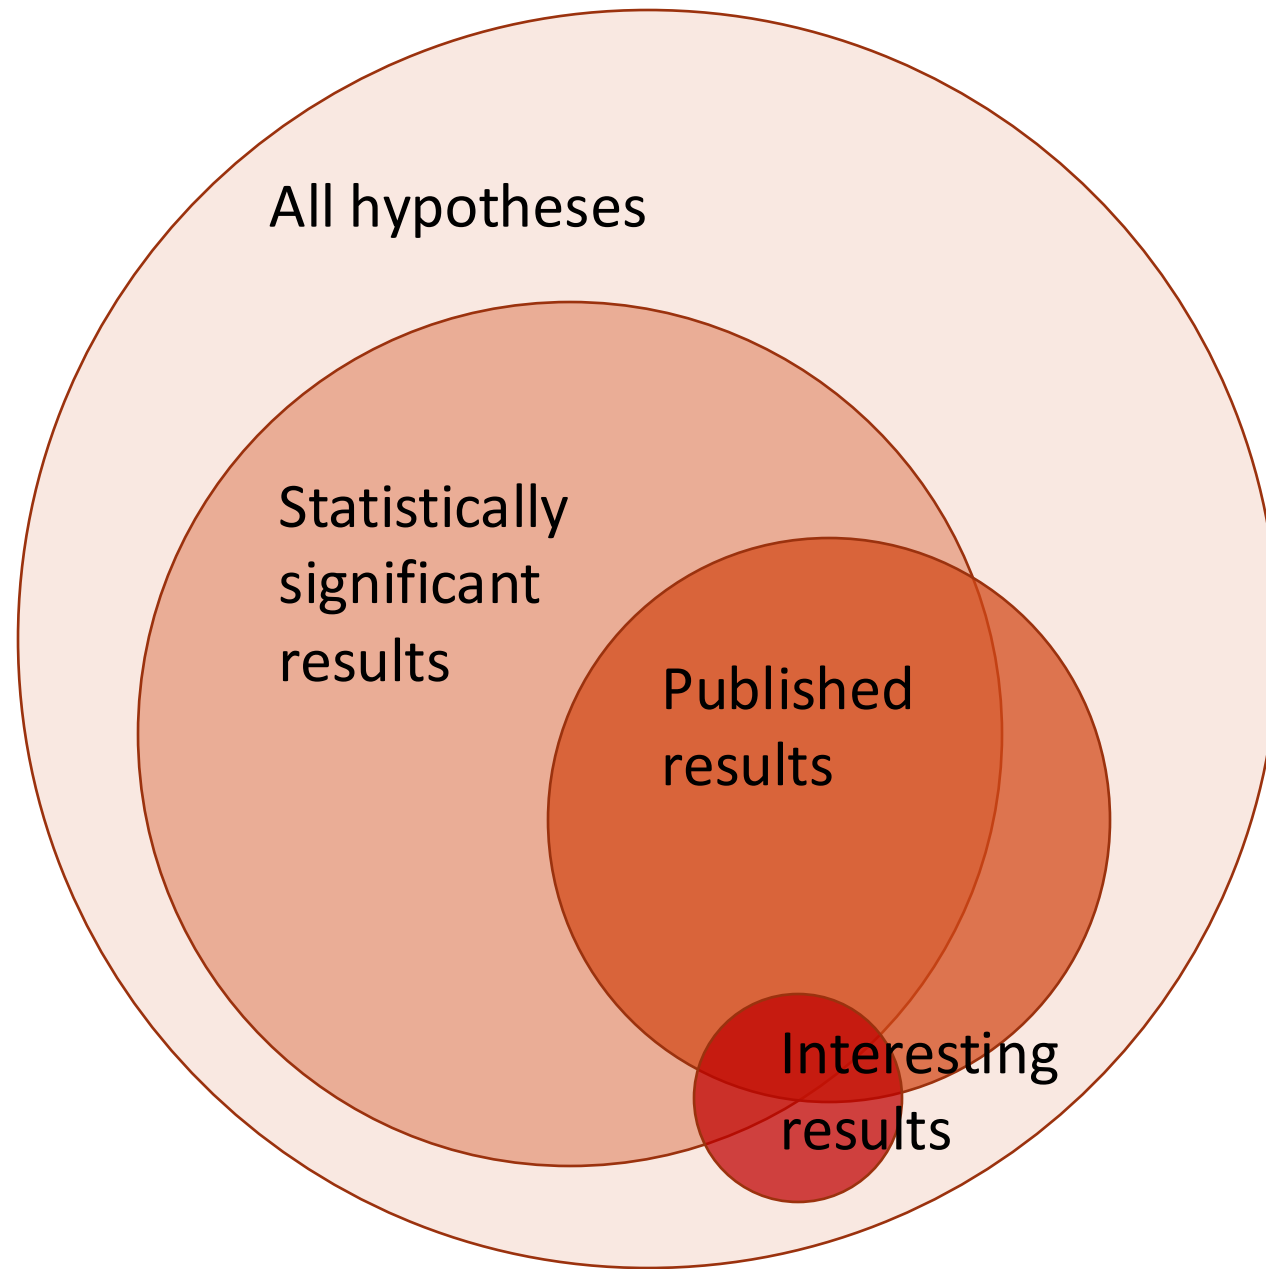 All hypotheses
Statistically
significant
results
Published
results
Interesting
results